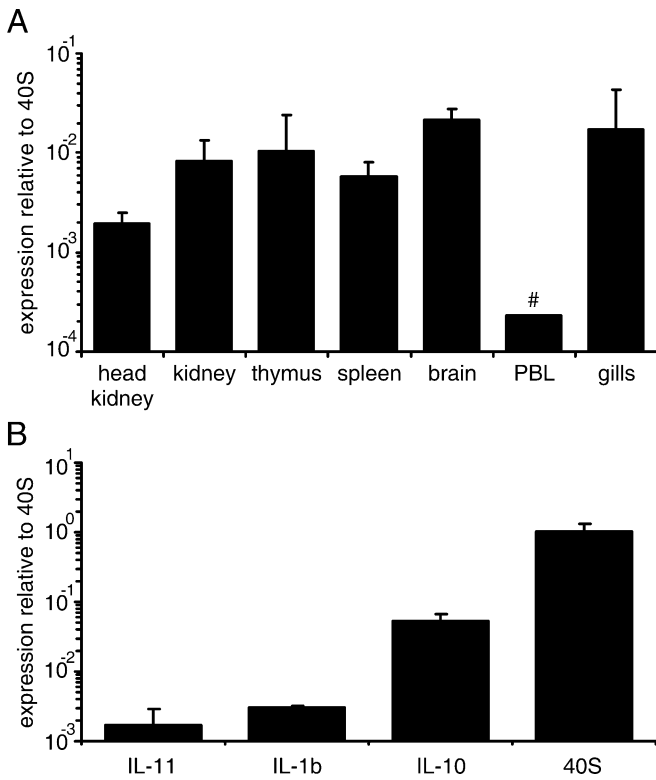 A
expression relative to 40S
10-1
10-2
10-3
10-4
#
head kidney
kidney
thymus
spleen
brain
PBL
gills
B
expression relative to 40S
101
100
10-1
10-2
10-3
IL-11
IL-1b
IL-10
40S